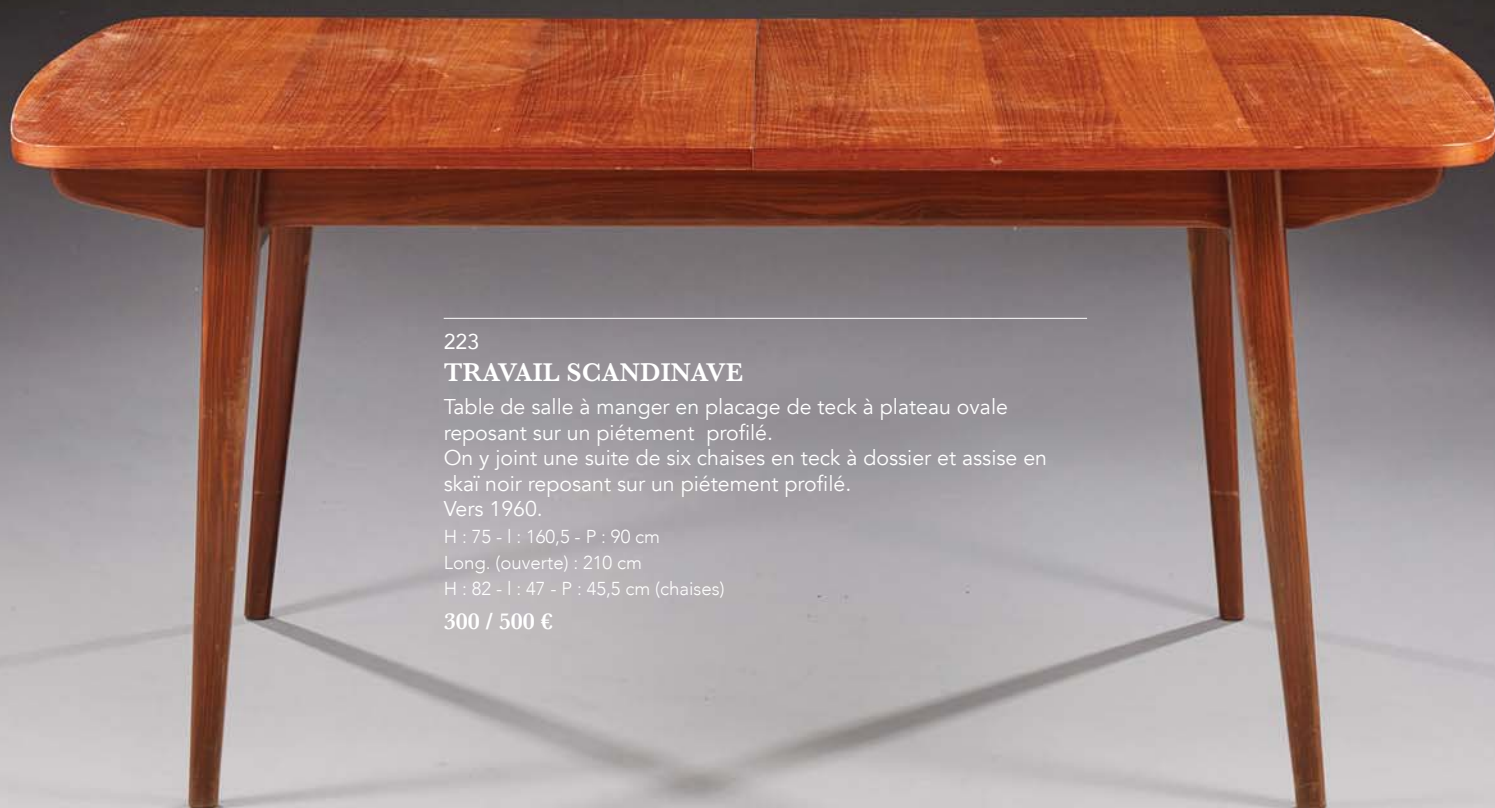 223
TRAVAIL SCANDINAVE
Table de salle à manger en placage de teck à plateau ovale
reposant sur un piétement  profilé.
On y joint une suite de six chaises en teck à dossier et assise en
skaï noir reposant sur un piétement profilé.
Vers 1960.
H : 75 - l : 160,5 - P : 90 cm
Long. (ouverte) : 210 cm
H : 82 - l : 47 - P : 45,5 cm (chaises)
300 / 500 €